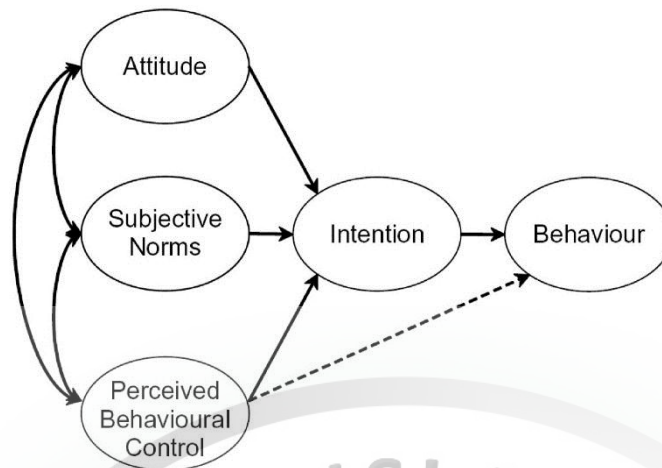 Attitude
Subjective
Norms
Intention
Behaviour
Perceived
Behavioural
Control